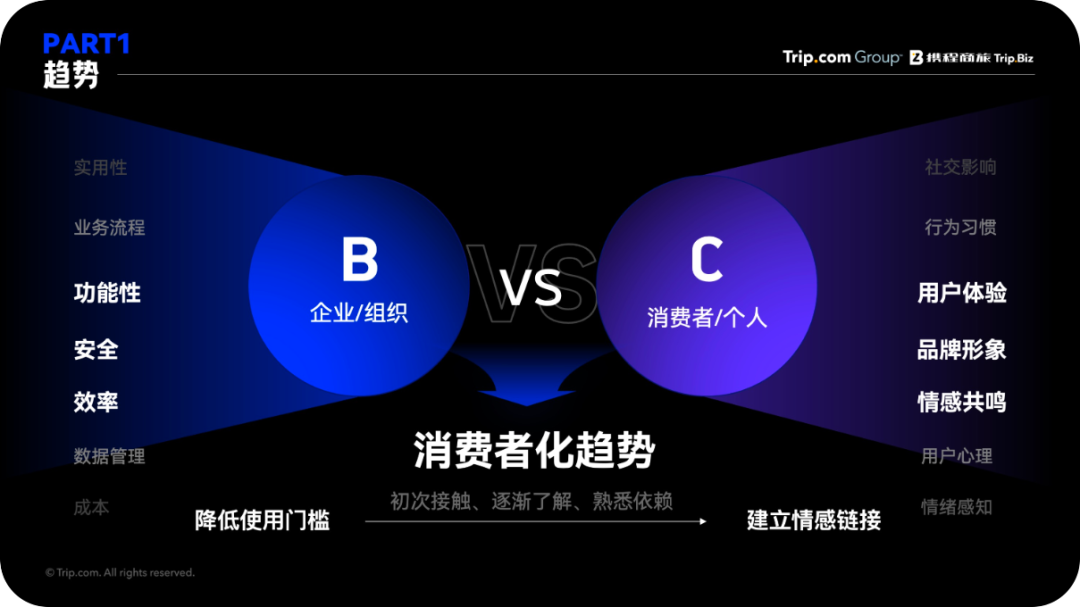 PART1
趋势
Trip.com Group 携程商旅 Trip.Biz
实用性
业务流程
功能性
安全
效率
数据管理
成本
B
企业/组织
VS
VS
C
消费者/个人
社交影响
行为习惯
用户体验
品牌形象
情感共鸣
用户心理
情绪感知
消费者化趋势
初次接触、逐渐了解、熟悉依赖
降低使用门槛
建立情感链接
© Trip.com. All rights reserved.